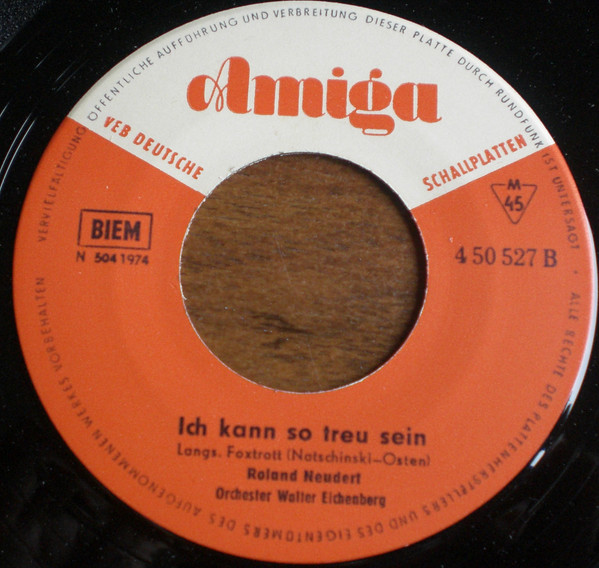 Amiga
VEB DEUTSCHE SCHALLPLATTEN
ALLE RECHTE DES PLATTENHERSTELLERS UND DES EIGENTÜMERS DES AUFGENOMMENEN WERKES VORBEHALTEN · VERVIELFÄLTIGUNG ÖFFENTLICHE AUFFÜHRUNG UND VERBREITUNG DIESER PLATTE DURCH RUNDFUNK IST UNTERSAGT ·
BIEM
N 504 1974
M
45
4 50 527 B
Ich kann so treu sein
Langs. Foxtrott (Natschinski-Osten)
Roland Neudert
Orchester Walter Eichenberg